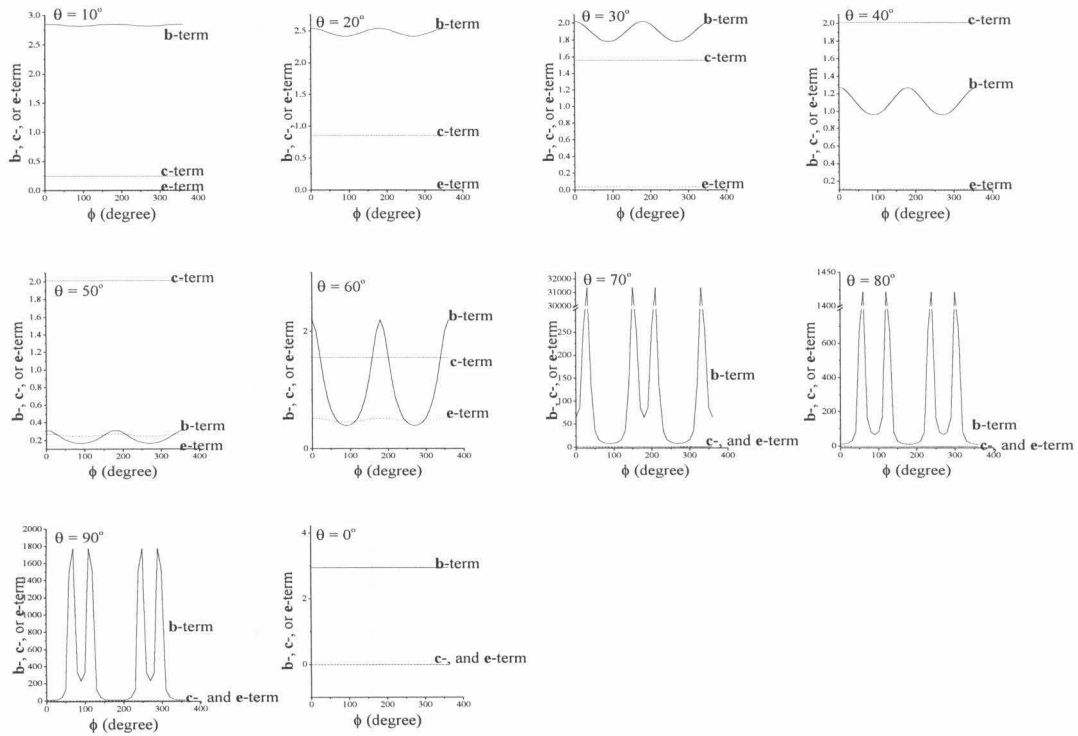 θ = 10°
b-, c-, or e-term
3.0
2.5
2.0
1.5
1.0
0.5
0.0
b-term
c-term
e-term
0 100 200 300 400
ϕ (degree)
θ = 20°
b-, c-, or e-term
2.5
2.0
1.5
1.0
0.5
0.0
b-term
c-term
e-term
0 100 200 300 400
ϕ (degree)
θ = 30°
b-, c-, or e-term
2.0
1.8
1.6
1.4
1.2
1.0
0.8
0.6
0.4
0.2
0.0
b-term
c-term
e-term
0 100 200 300 400
ϕ (degree)
θ = 40°
b-, c-, or e-term
2.0
1.8
1.6
1.4
1.2
1.0
0.8
0.6
0.4
0.2
c-term
b-term
e-term
0 100 200 300 400
ϕ (degree)
θ = 50°
b-, c-, or e-term
2.0
1.8
1.6
1.4
1.2
1.0
0.8
0.6
0.4
0.2
c-term
b-term
e-term
0 100 200 300 400
ϕ (degree)
θ = 60°
b-, c-, or e-term
2
1
0
b-term
c-term
e-term
0 100 200 300 400
ϕ (degree)
θ = 70°
b-, c-, or e-term
32000
31000
30000
300
250
200
150
100
50
0
b-term
c-, and e-term
0 100 200 300 400
ϕ (degree)
θ = 80°
b-, c-, or e-term
1450
1400
600
400
200
0
b-term
c-, and e-term
0 100 200 300 400
ϕ (degree)
θ = 90°
b-, c-, or e-term
2000
1800
1600
1400
1200
1000
800
600
400
200
0
b-term
c-, and e-term
0 100 200 300 400
ϕ (degree)
θ = 0°
b-, c-, or e-term
4
2
0
b-term
c-, and e-term
0 100 200 300 400
ϕ (degree)